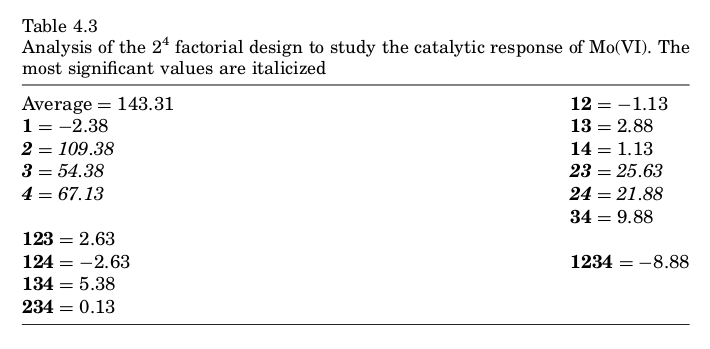 Table 4.3
Analysis of the 2⁴ factorial design to study the catalytic response of Mo(VI). The
most significant values are italicized
Average = 143.31
1 = −2.38
2 = 109.38
3 = 54.38
4 = 67.13
12 = −1.13
13 = 2.88
14 = 1.13
23 = 25.63
24 = 21.88
34 = 9.88
123 = 2.63
124 = −2.63
134 = 5.38
234 = 0.13
1234 = −8.88